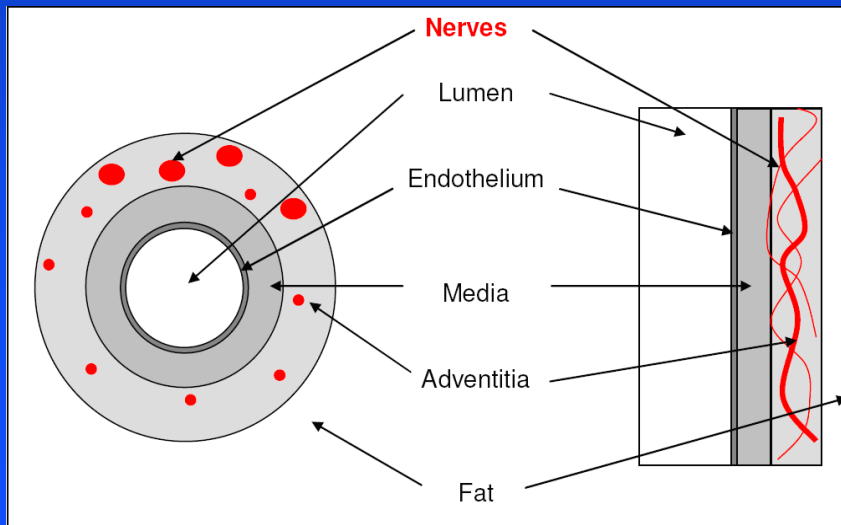 Nerves
Lumen
Endothelium
Media
Adventitia
Fat